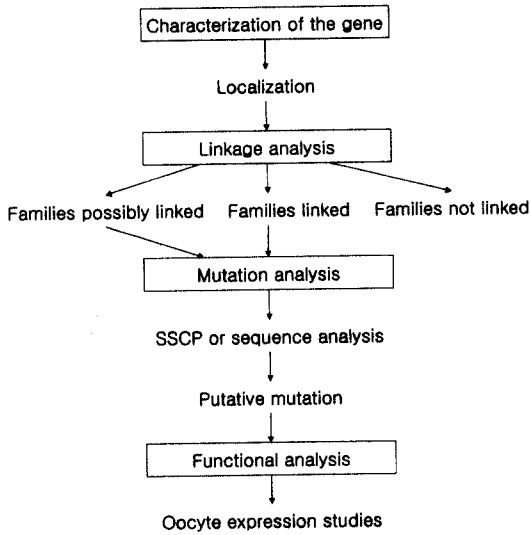 Characterization of the gene
Localization
Linkage analysis
Families possibly linked
Families linked
Families not linked
Mutation analysis
SSCP or sequence analysis
Putative mutation
Functional analysis
Oocyte expression studies